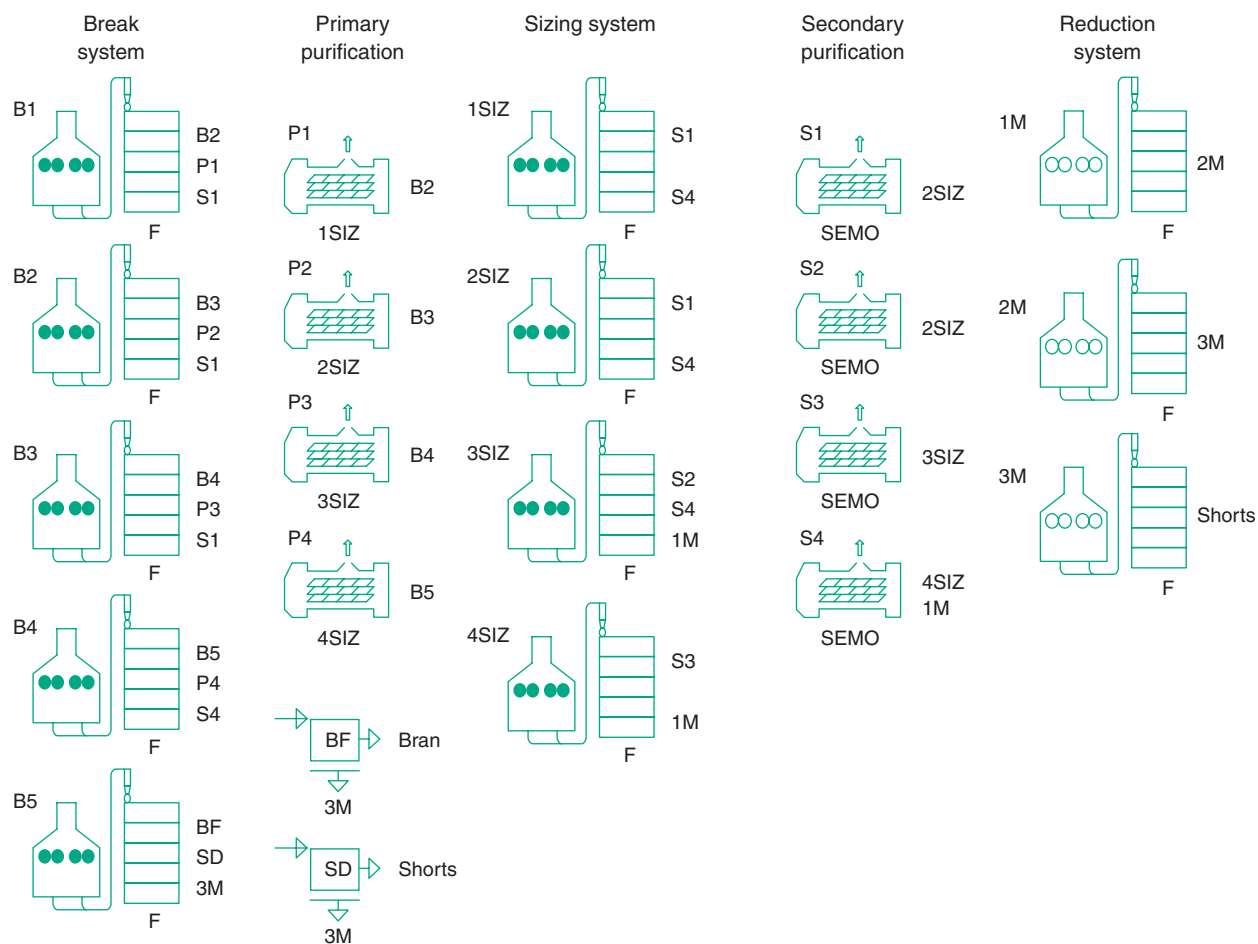 Break
system
Primary
purification
Sizing system
Secondary
purification
Reduction
system
B1
B2
P1
S1
F
B2
B3
P2
S1
F
B3
B4
P3
S1
F
B4
B5
P4
S4
F
B5
BF
SD
3M
F
P1
B2
1SIZ
P2
B3
2SIZ
P3
B4
3SIZ
P4
B5
4SIZ
BF
Bran
3M
SD
Shorts
3M
1SIZ
S1
S4
F
2SIZ
S1
S4
F
3SIZ
S2
S4
1M
F
4SIZ
S3
1M
F
S1
2SIZ
SEMO
S2
2SIZ
SEMO
S3
3SIZ
SEMO
S4
4SIZ
1M
SEMO
1M
2M
F
2M
3M
F
3M
Shorts
F